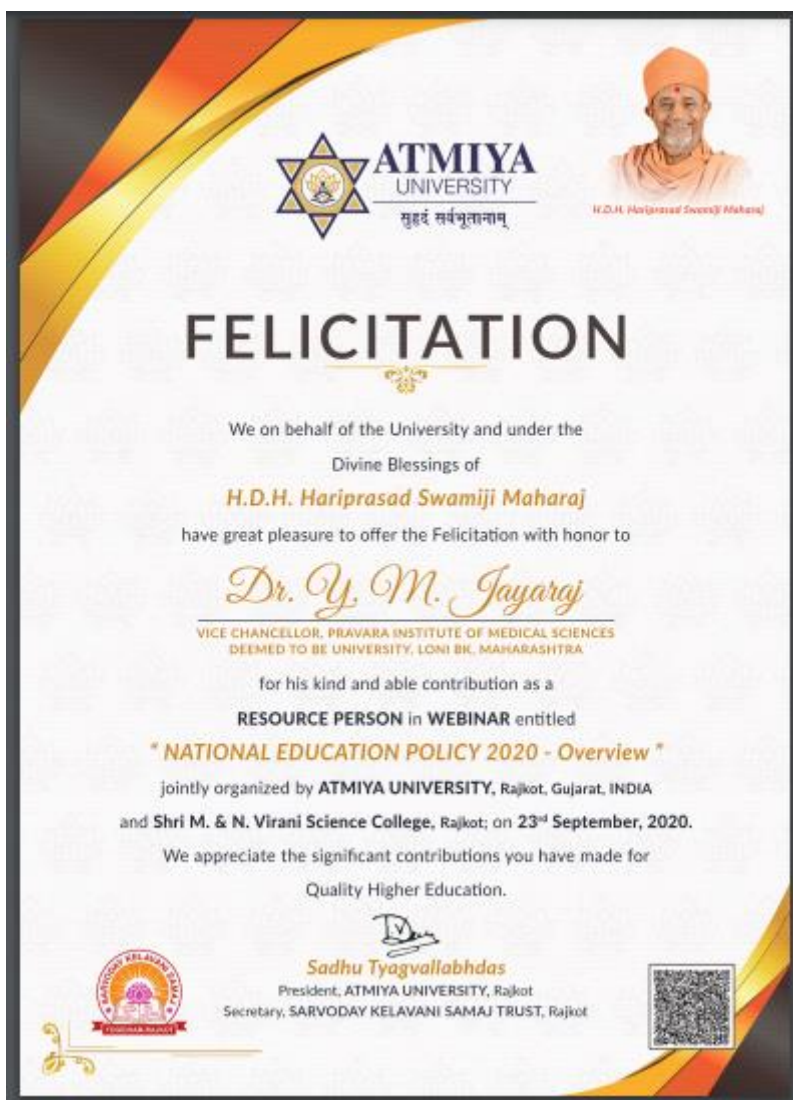 ATMIYA
UNIVERSITY
सुहृदं सर्वभूतानाम्
H.D.H. Hariprasad Swamiji Maharaj
FELICITATION
We on behalf of the University and under the
Divine Blessings of
H.D.H. Hariprasad Swamiji Maharaj
have great pleasure to offer the Felicitation with honor to
Dr. Y. M. Jayaraj
VICE CHANCELLOR, PRAVARA INSTITUTE OF MEDICAL SCIENCES
DEEMED TO BE UNIVERSITY, LONI BK, MAHARASHTRA
for his kind and able contribution as a
RESOURCE PERSON in WEBINAR entitled
" NATIONAL EDUCATION POLICY 2020 - Overview "
jointly organized by ATMIYA UNIVERSITY, Rajkot, Gujarat, INDIA
and Shri M. & N. Virani Science College, Rajkot; on 23rd September, 2020.
We appreciate the significant contributions you have made for
Quality Higher Education.
Sadhu Tyagvallabhdas
President, ATMIYA UNIVERSITY, Rajkot
Secretary, SARVODAY KELAVANI SAMAJ TRUST, Rajkot
SARVODAY KELAVANI SAMAJ
YOGIDHAM, RAJKOT